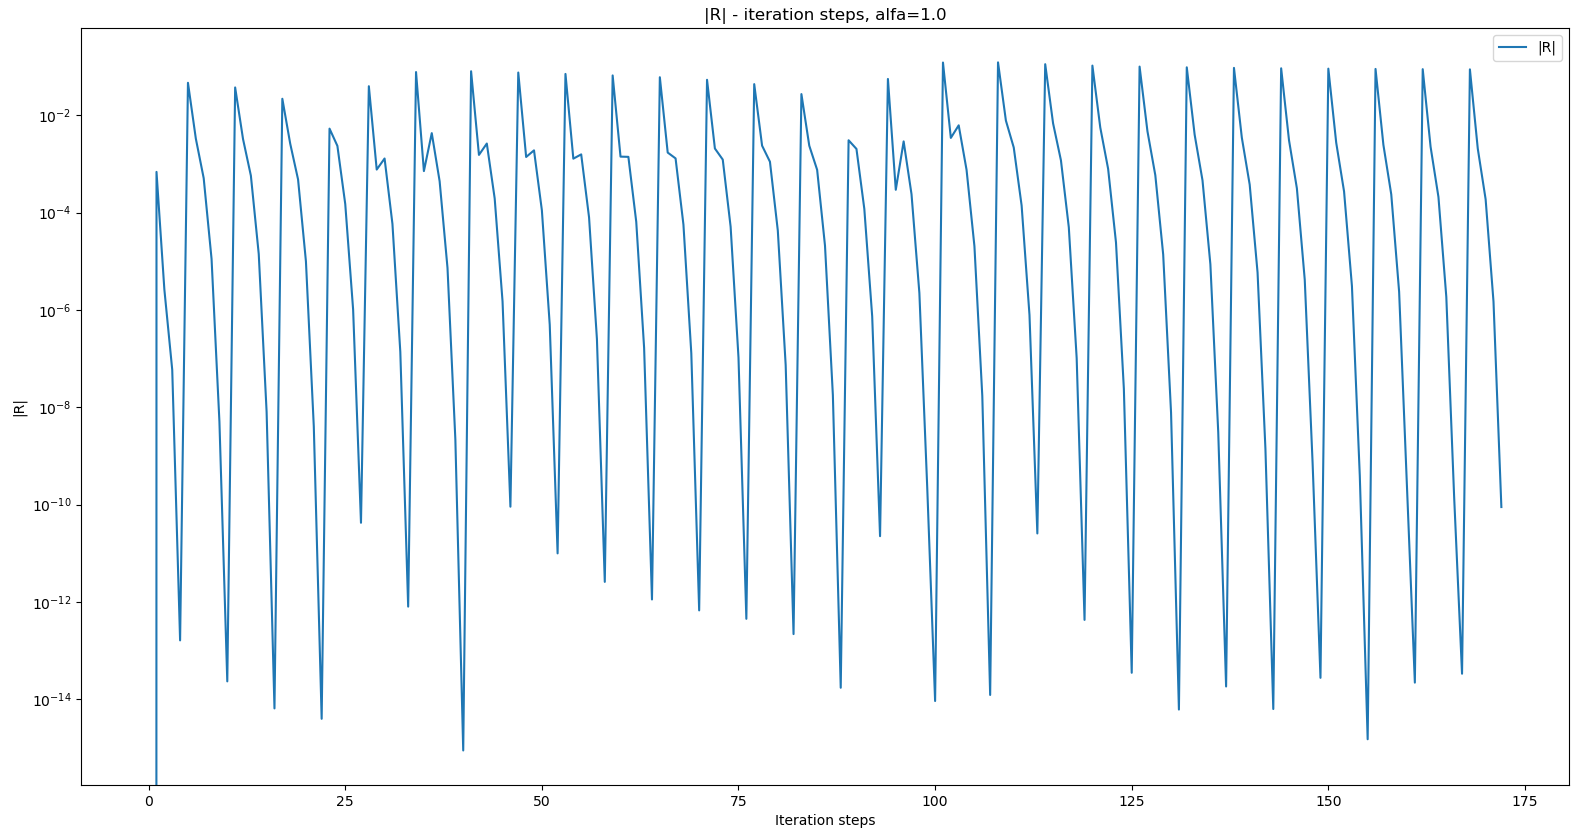 |R| - iteration steps, alfa=1.0
|R|
10⁻²
10⁻⁴
10⁻⁶
10⁻⁸
10⁻¹⁰
10⁻¹²
10⁻¹⁴
|R|
0 25 50 75 100 125 150 175
Iteration steps